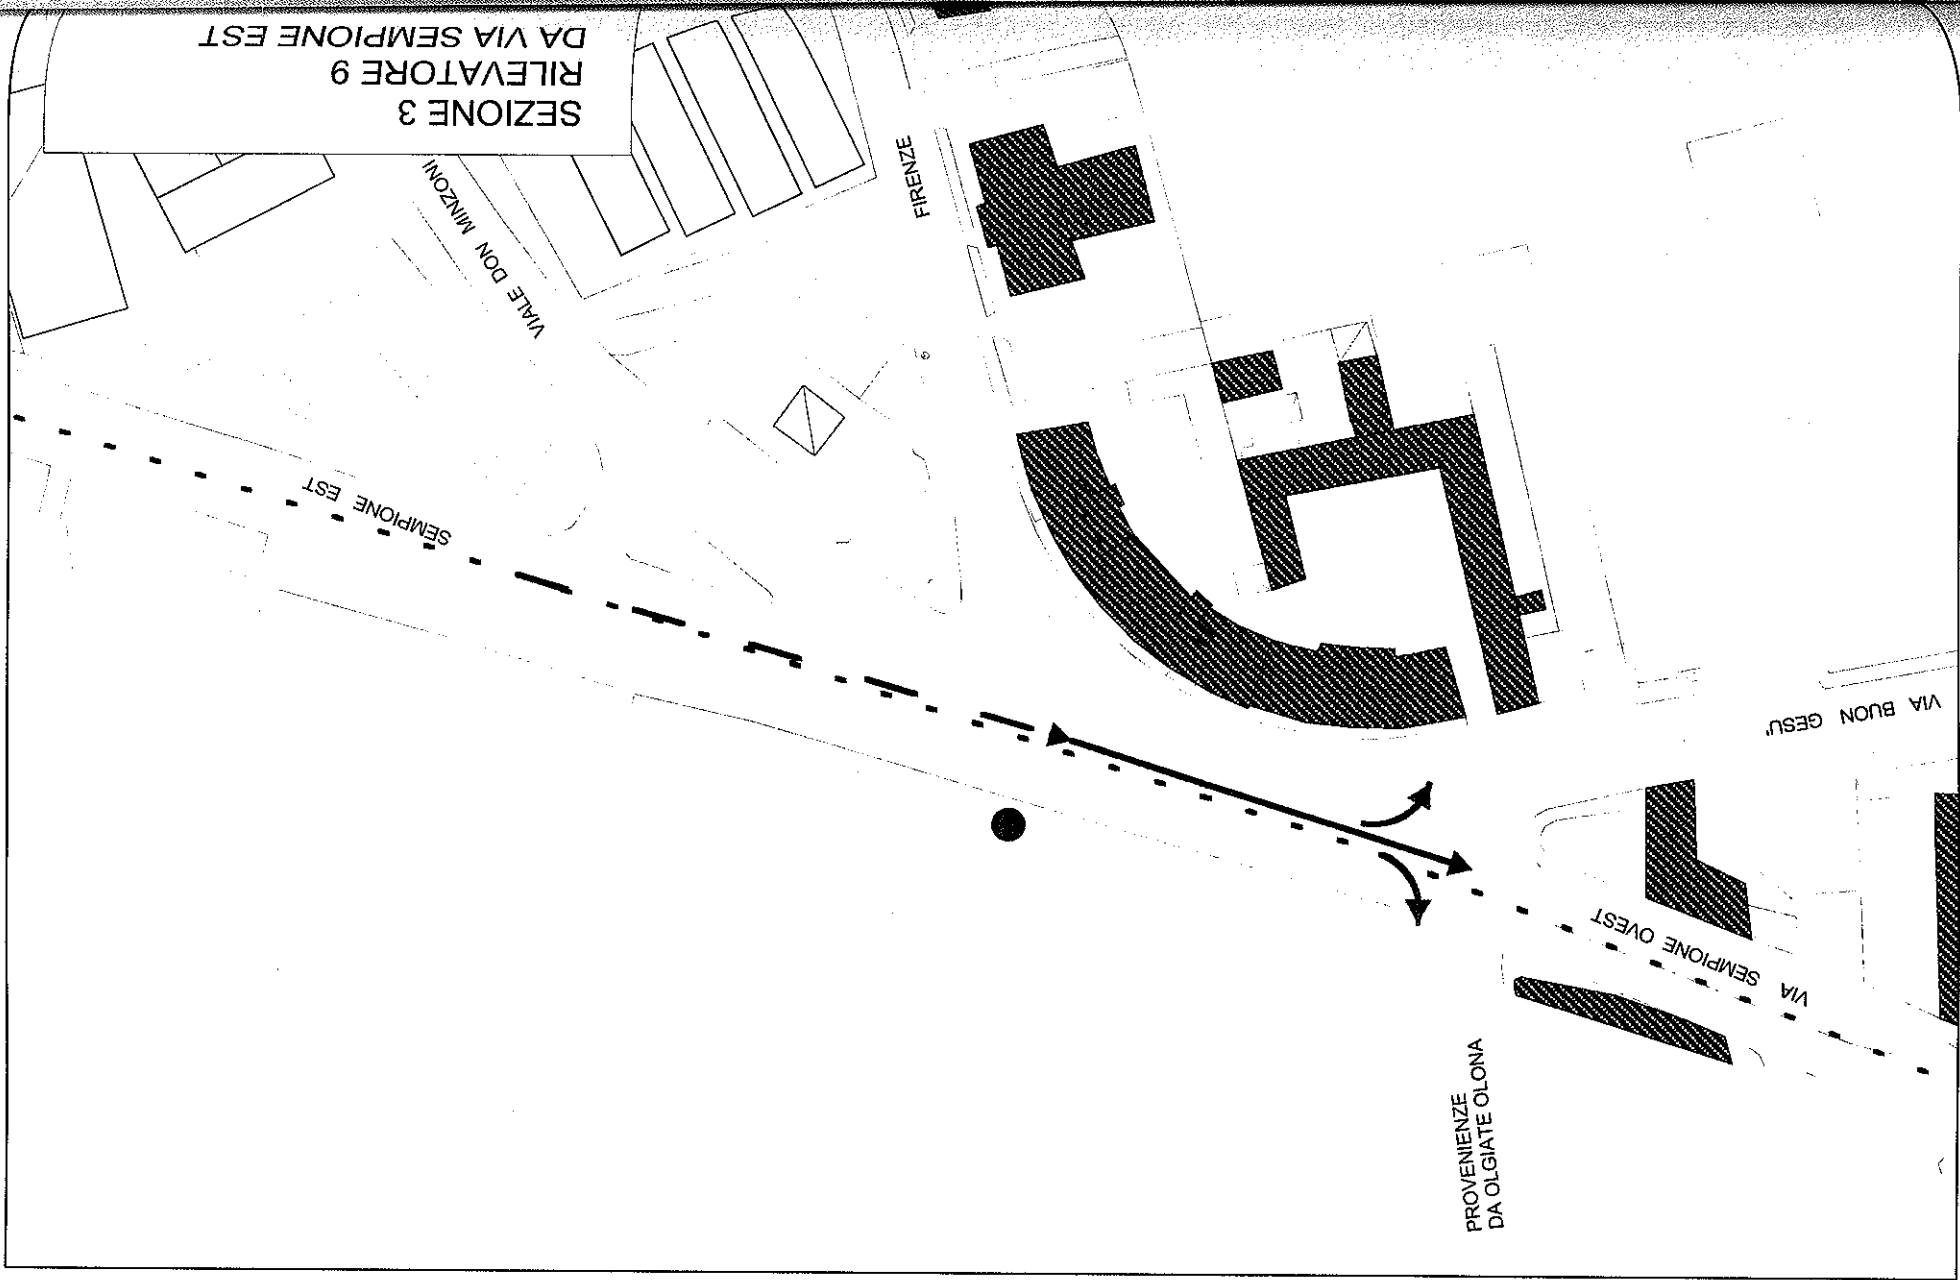 SEZIONE 3
RILEVATORE 9
DA VIA SEMPIONE EST
VIALE DON MINZONI
FIRENZE
G
SEMPIONE EST
VIA BUON GESU'
VIA SEMPIONE OVEST
PROVENIENZE
DA OLGIATE OLONA